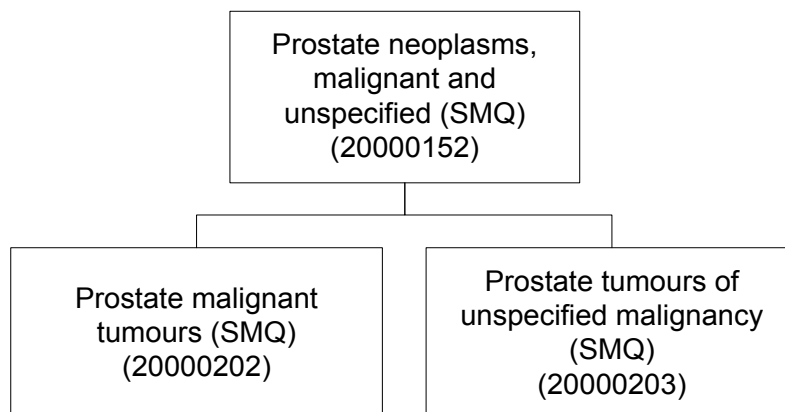 Prostate neoplasms,
malignant and
unspecified (SMQ)
(20000152)
Prostate malignant
tumours (SMQ)
(20000202)
Prostate tumours of
unspecified malignancy
(SMQ)
(20000203)